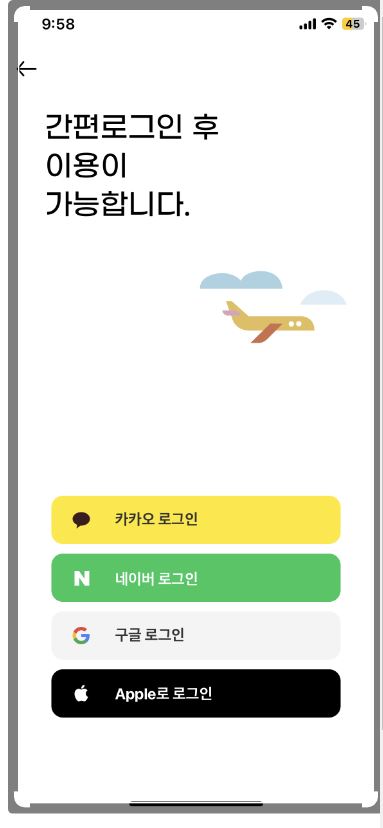 9:58
45
간편로그인 후
이용이
가능합니다.
카카오 로그인
N 네이버 로그인
G 구글 로그인
Apple로 로그인